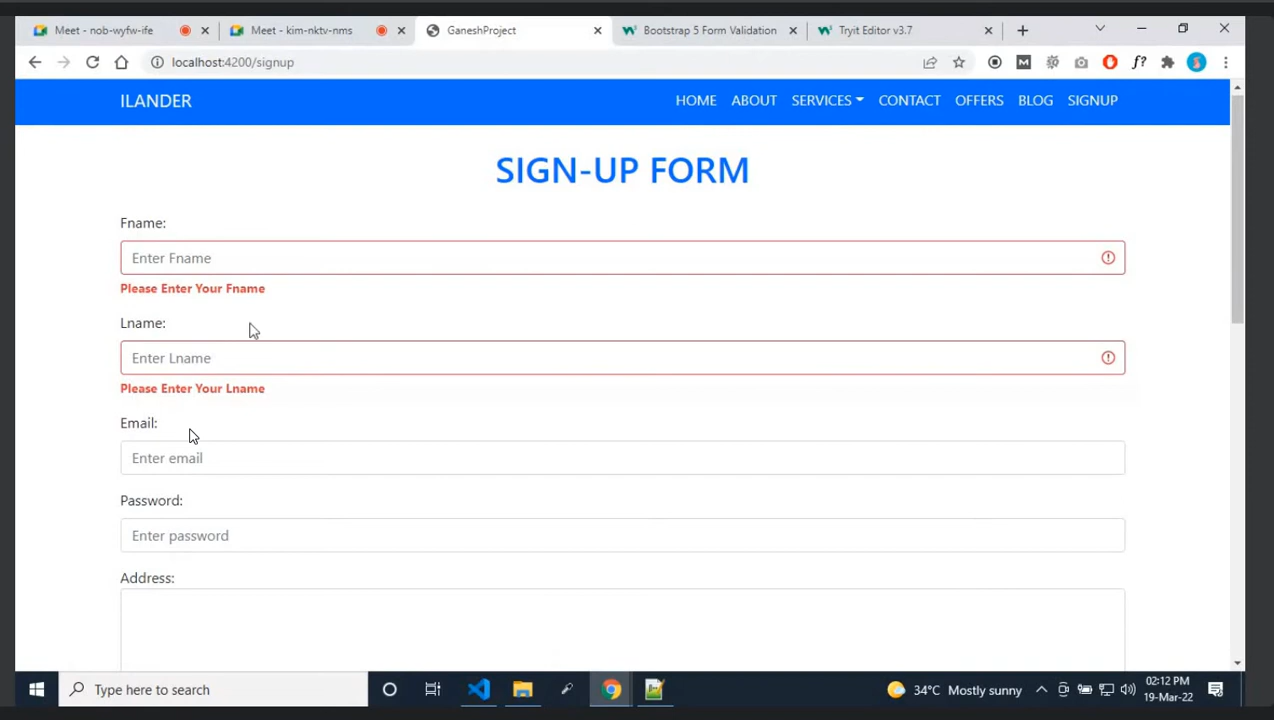 Meet - nob-wyfw-ife
Meet - kim-nktv-nms
GaneshProject
Bootstrap 5 Form Validation
Tryit Editor v3.7
localhost:4200/signup
ILANDER
HOME ABOUT SERVICES CONTACT OFFERS BLOG SIGNUP
SIGN-UP FORM
Fname:
Enter Fname
Please Enter Your Fname
Lname:
Enter Lname
Please Enter Your Lname
Email:
Enter email
Password:
Enter password
Address:
Type here to search
34°C Mostly sunny
02:12 PM
19-Mar-22